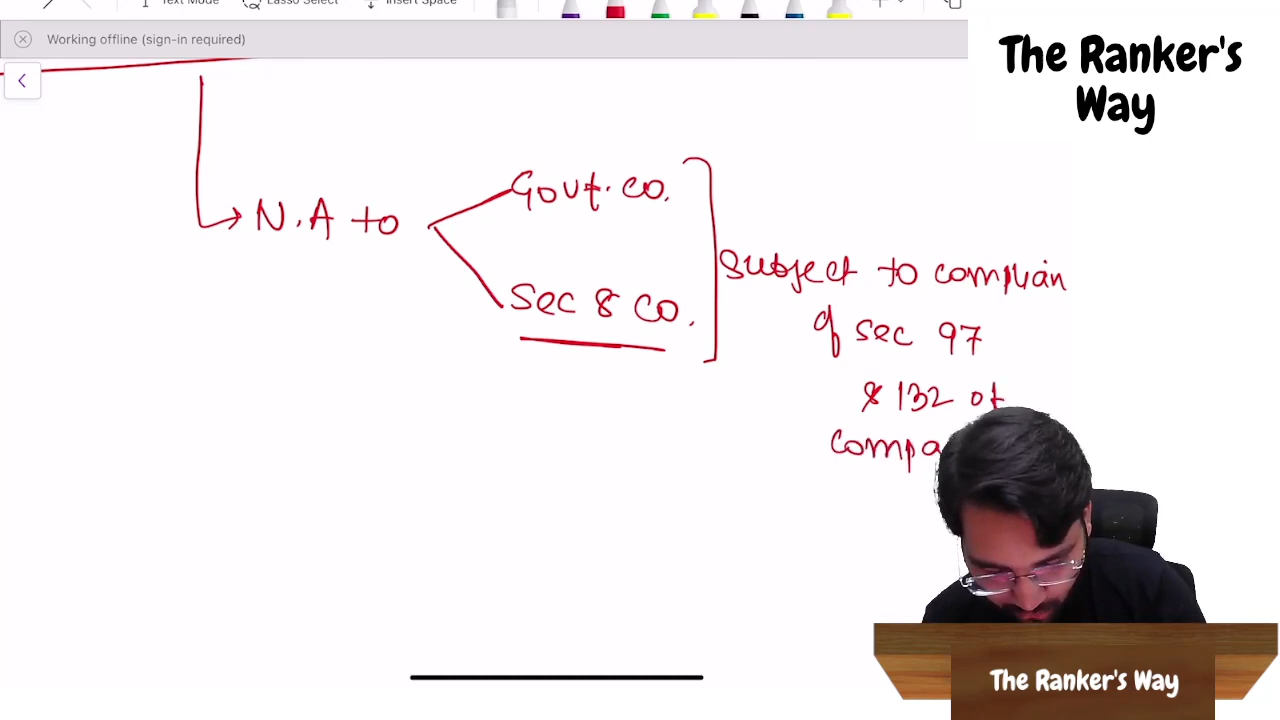 Text Mode
Lasso Select
Insert Space
Working offline (sign-in required)
The Ranker's
Way
N.A to
Govt. co.
Sec 8 co.
subject to complian
of sec 97
& 132 of
compa
The Ranker's Way